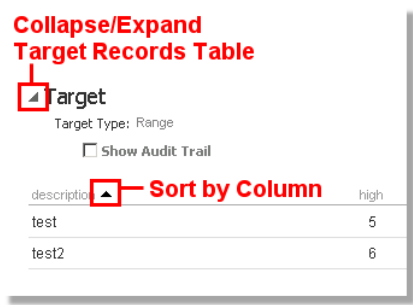 Collapse/Expand
Target Records Table
Target
Target Type: Range
Show Audit Trail
description Sort by Column high
test 5
test2 6